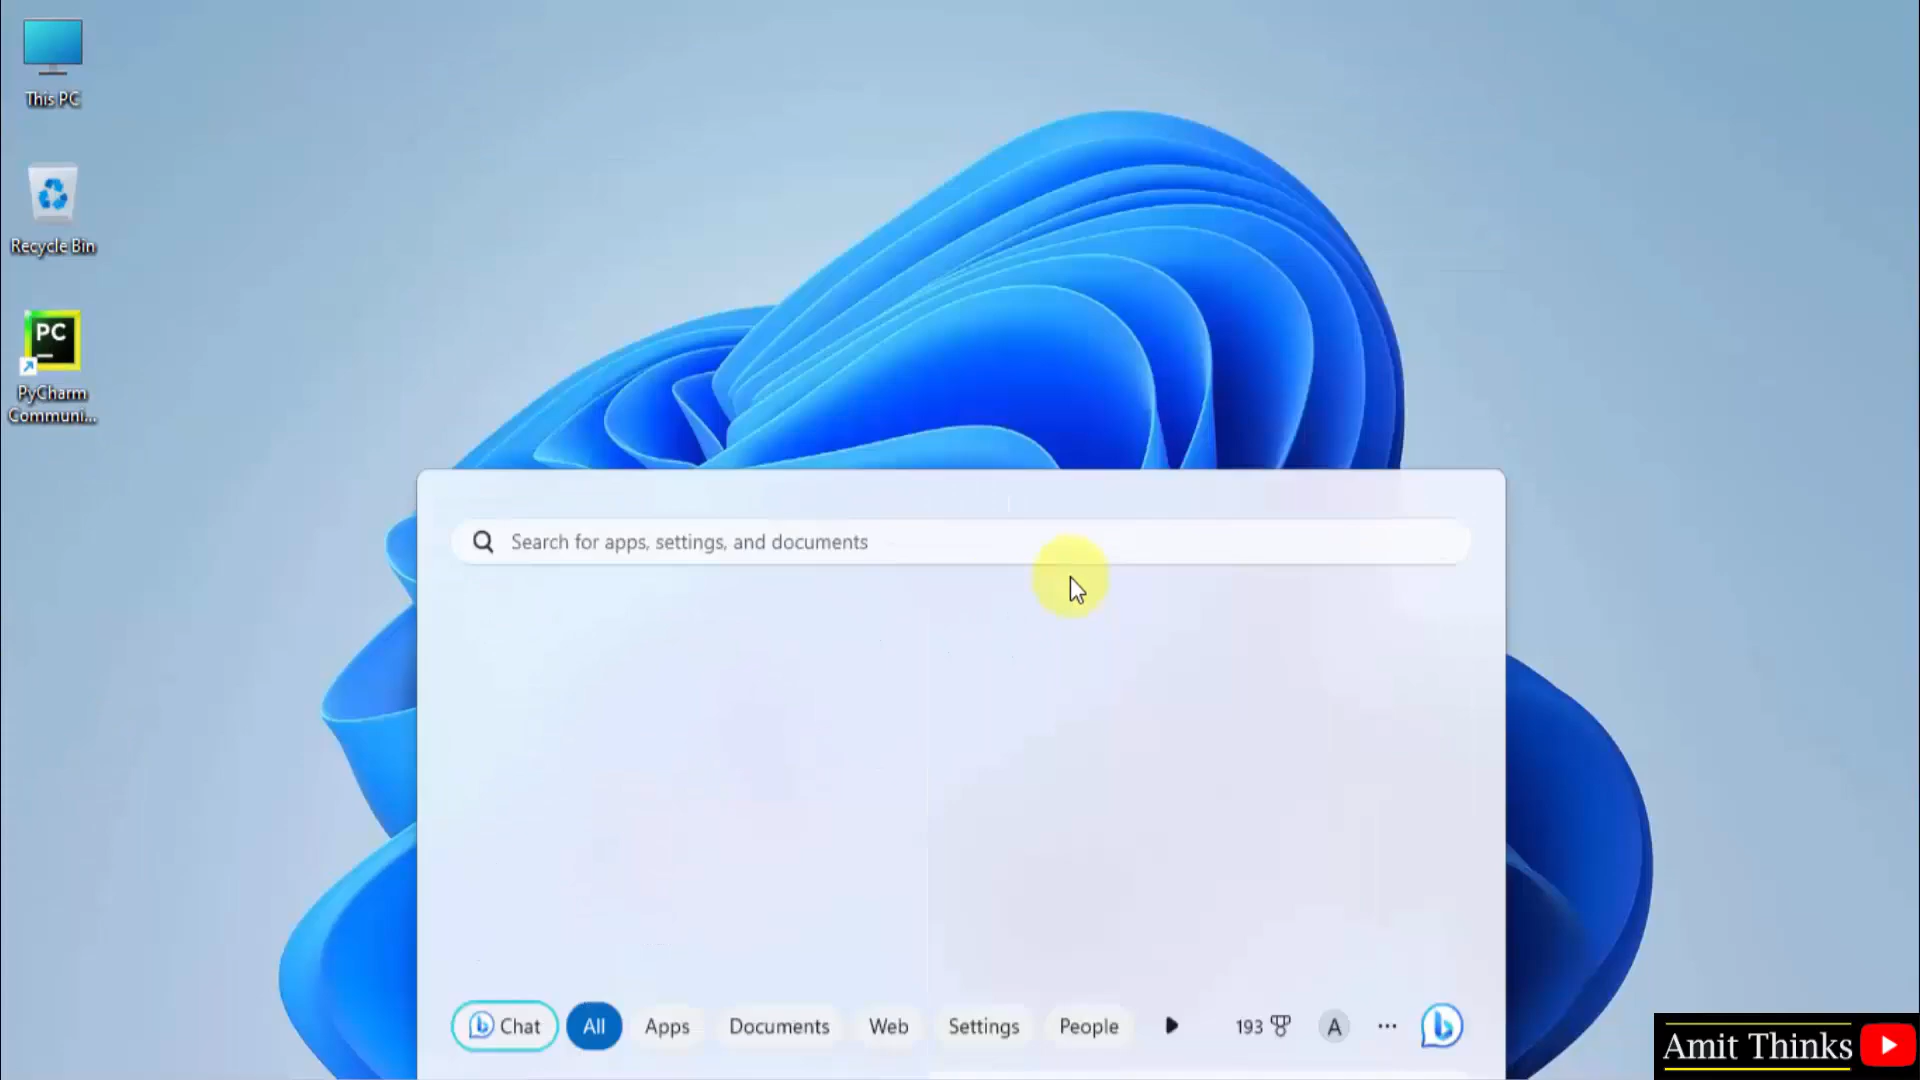 This PC
Recycle Bin
PC
PyCharm
Communi...
Search for apps, settings, and documents
Chat
All
Apps
Documents
Web
Settings
People
193
A
Amit Thinks